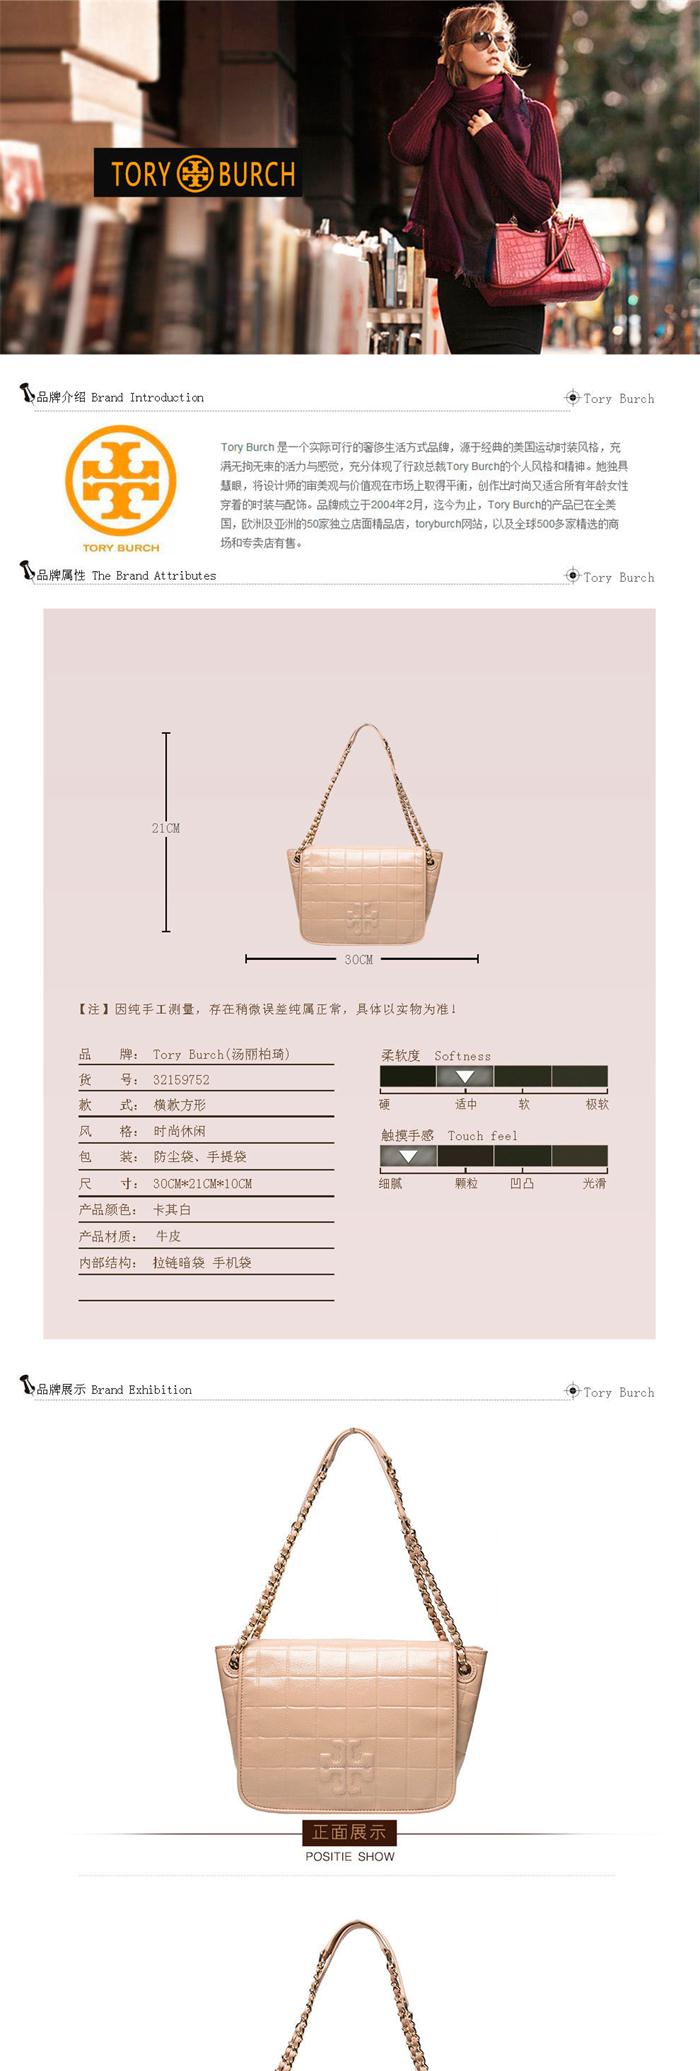 TORY BURCH
品牌介绍 Brand Introduction
Tory Burch
Tory Burch 是一个实际可行的奢侈生活方式品牌，源于经典的美国运动时装风格，充
满无拘无束的活力与感觉，充分体现了行政总裁Tory Burch的个人风格和精神。她独具
慧眼，将设计师的审美观与价值观在市场上取得平衡，创作出时尚又适合所有年龄女性
穿着的时装与配饰。品牌成立于2004年2月，迄今为止，Tory Burch的产品已在全美
国，欧洲及亚洲的50家独立店面精品店，toryburch网站，以及全球500多家精选的商
场和专卖店有售。
TORY BURCH
品牌属性 The Brand Attributes
Tory Burch
21CM
30CM
【注】因纯手工测量，存在稍微误差纯属正常，具体以实物为准！
品 牌： Tory Burch(汤丽柏琦)
货 号： 32159752
款 式： 横款方形
风 格： 时尚休闲
包 装： 防尘袋、手提袋
尺 寸： 30CM*21CM*10CM
产品颜色： 卡其白
产品材质： 牛皮
内部结构： 拉链暗袋 手机袋
柔软度 Softness
硬 适中 软 极软
触摸手感 Touch feel
细腻 颗粒 凹凸 光滑
品牌展示 Brand Exhibition
Tory Burch
正面展示
POSITIE SHOW